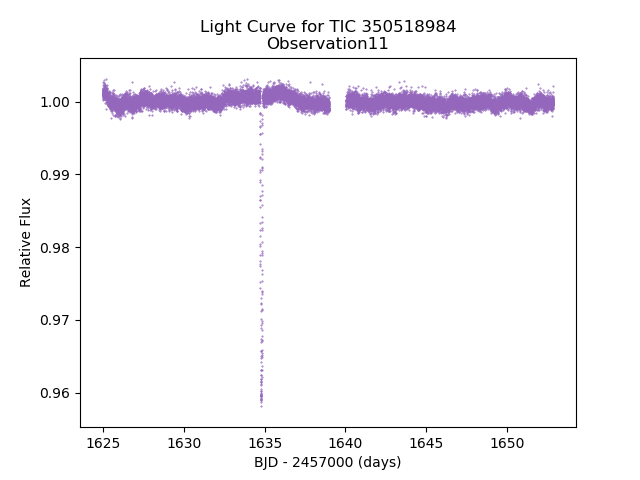 Light Curve for TIC 350518984
Observation11
1.00
0.99
0.98
0.97
0.96
Relative Flux
1625
1630
1635
1640
1645
1650
BJD - 2457000 (days)